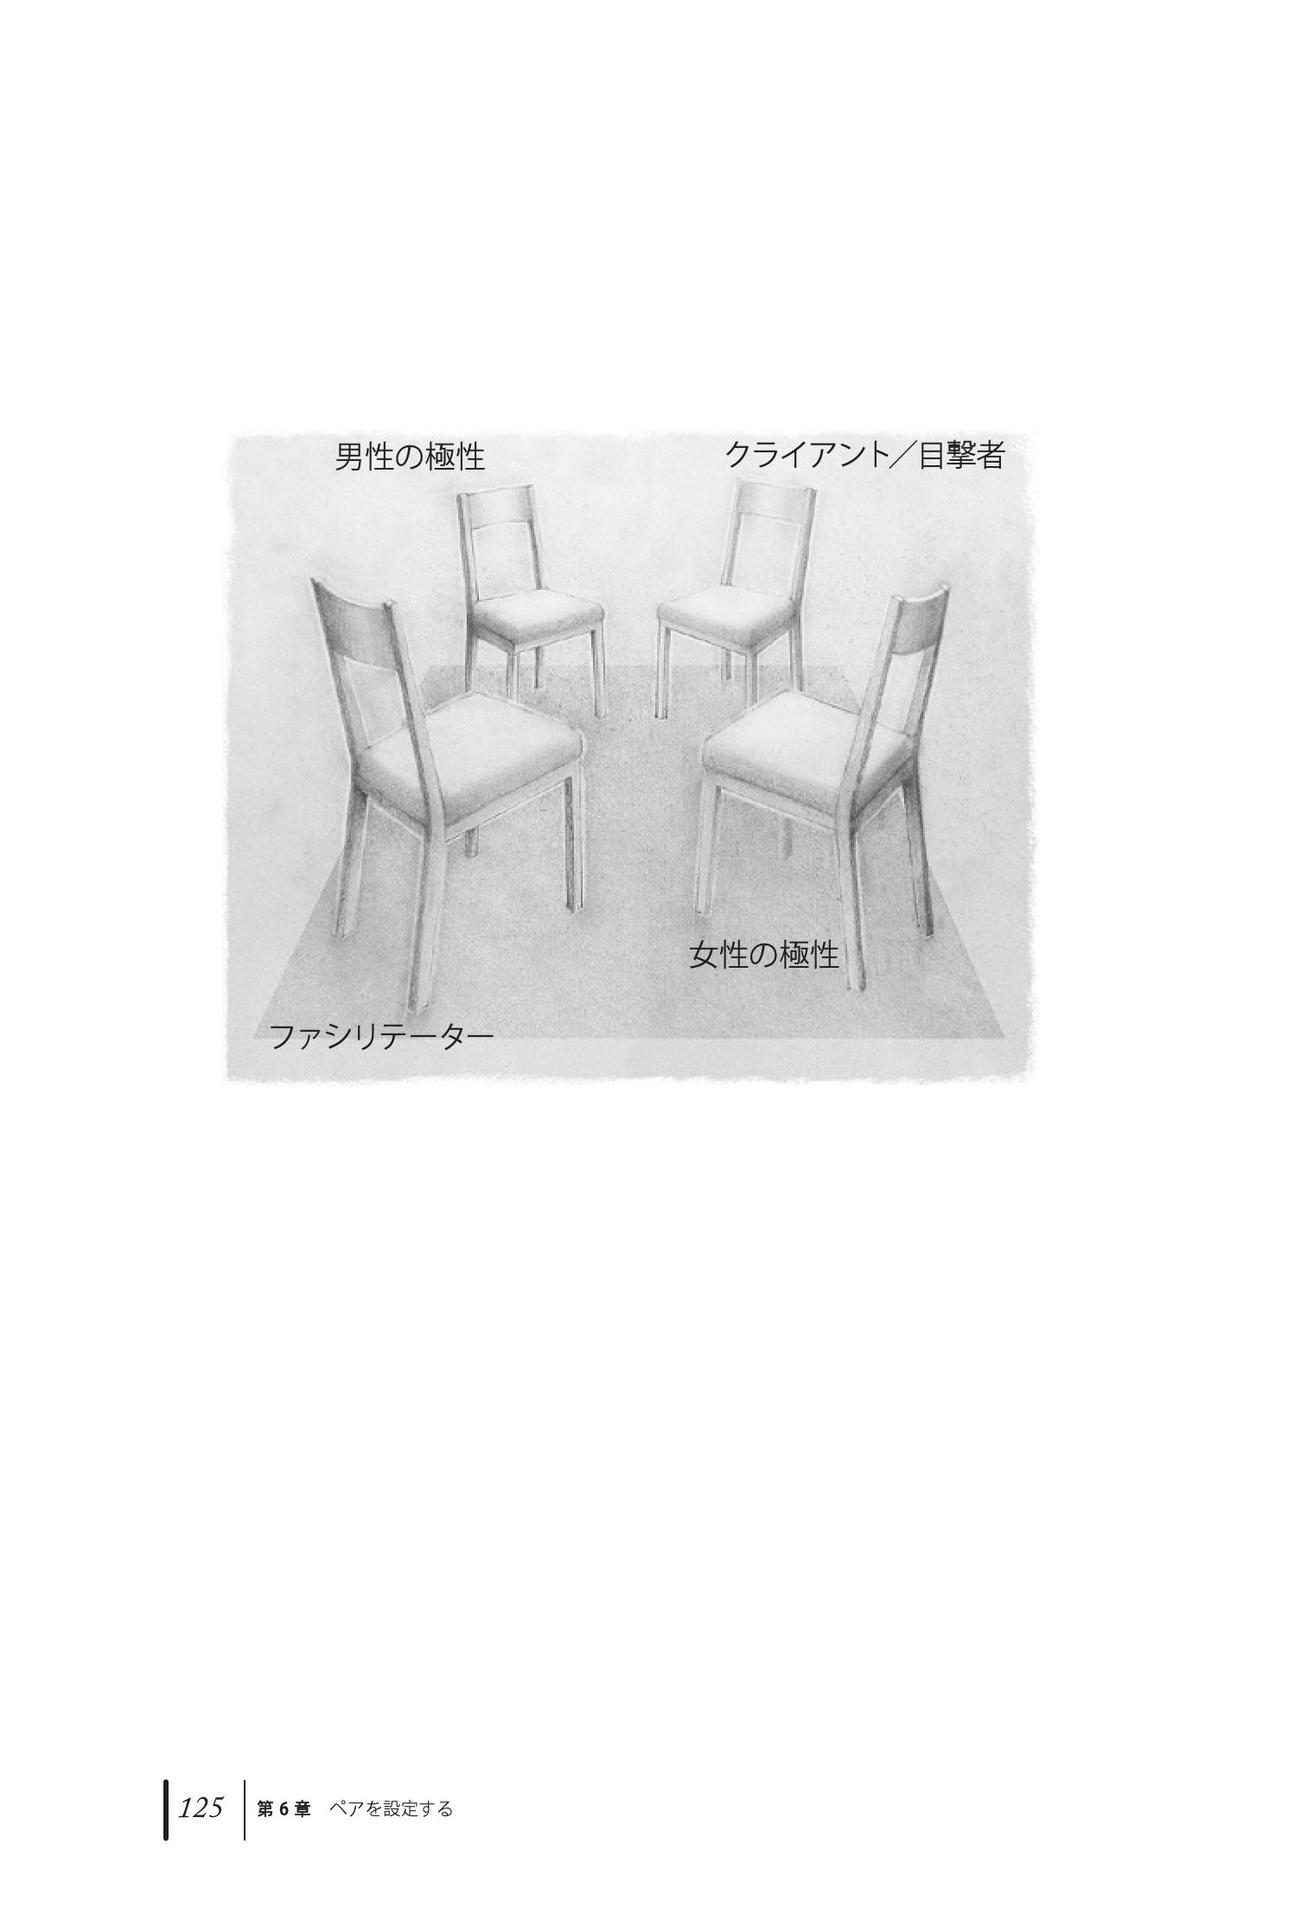 男性の極性
クライアント／目撃者
女性の極性
ファシリテーター
125 第6章 ペアを設定する